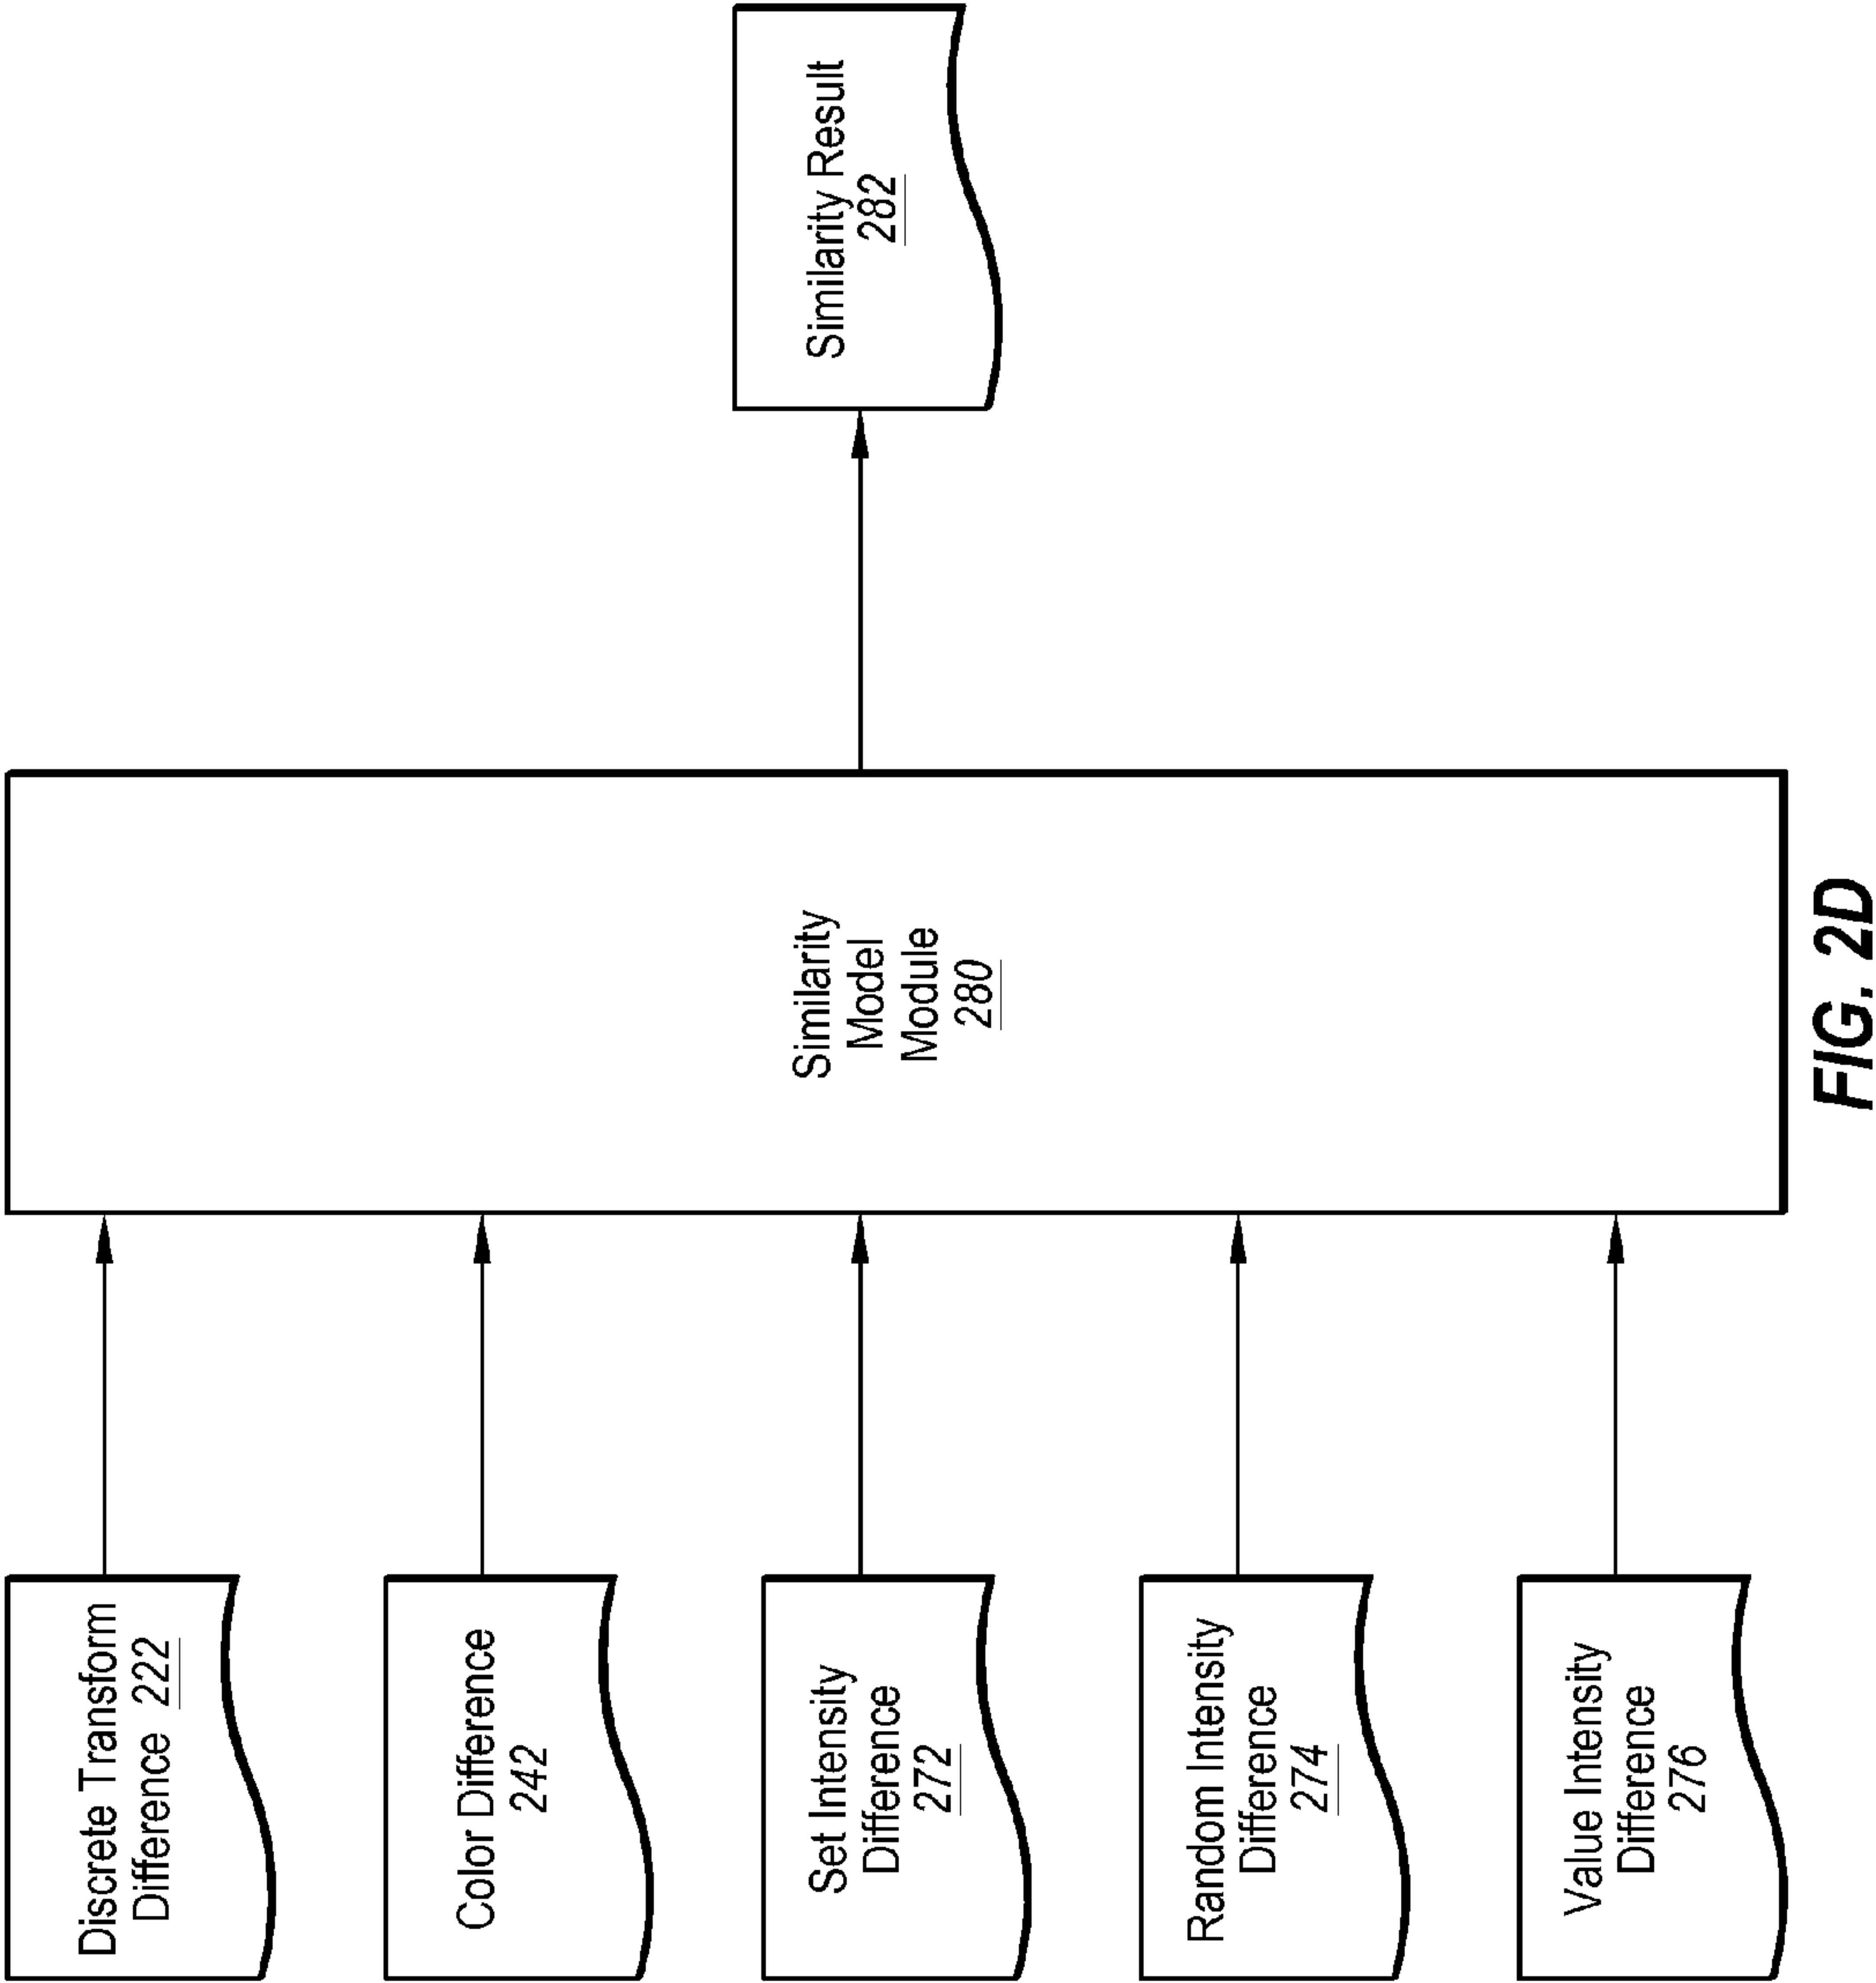 Discrete Transform
Difference 222
Color Difference
242
Set Intensity
Difference
272
Random Intensity
Difference
274
Value Intensity
Difference
276
Similarity
Model
Module
280
Similarity Result
282
FIG. 2D